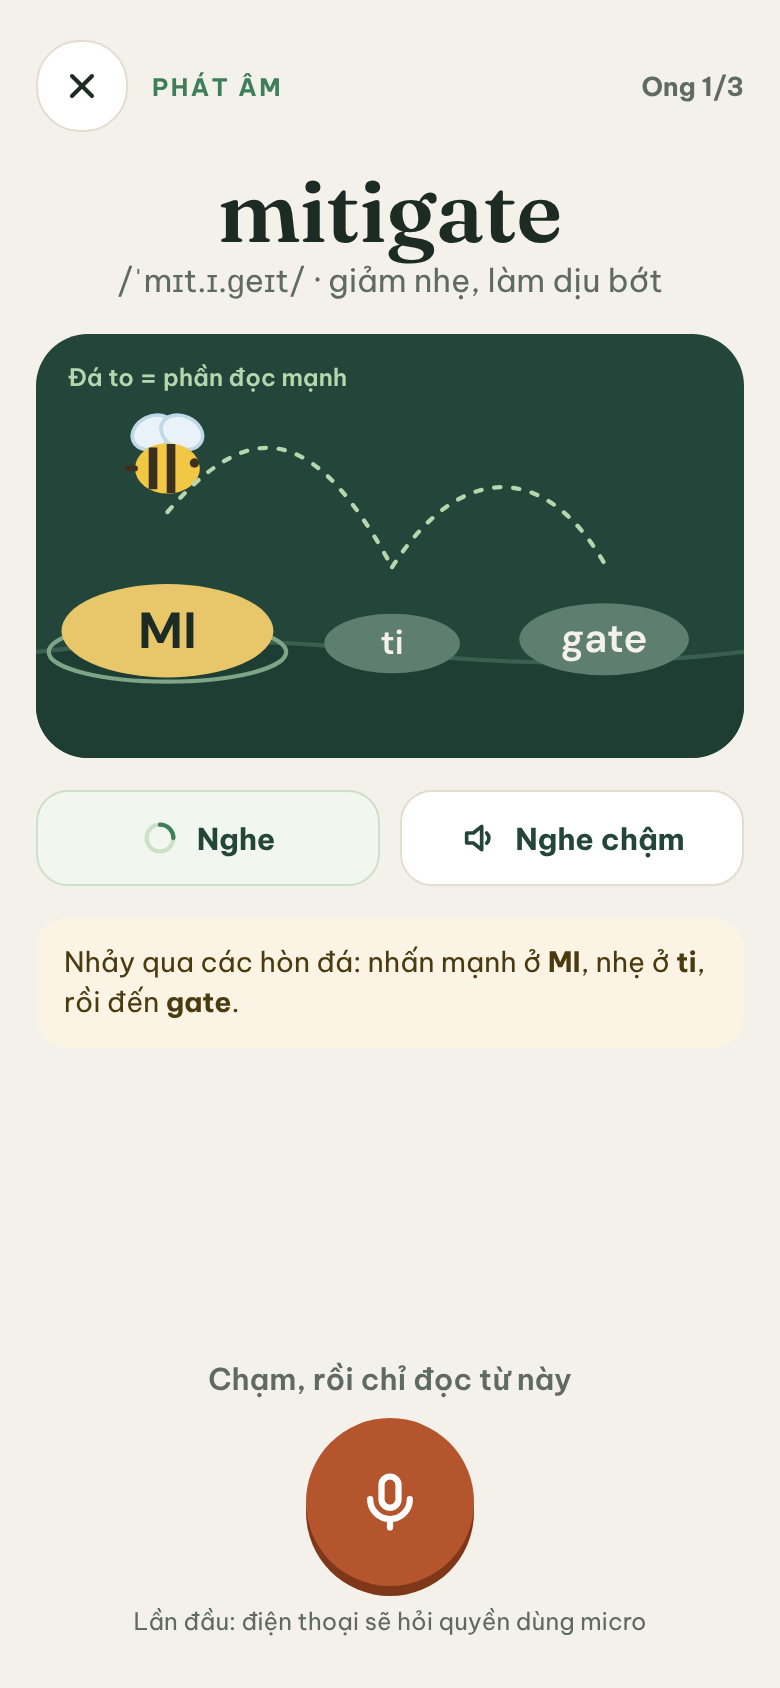 PHÁT ÂM
Ong 1/3
mitigate
/ˈmɪt.ɪ.ɡeɪt/ · giảm nhẹ, làm dịu bớt
Đá to = phần đọc mạnh
MI
ti
gate
Nghe
Nghe chậm
Nhảy qua các hòn đá: nhấn mạnh ở MI, nhẹ ở ti,
rồi đến gate.
Chạm, rồi chỉ đọc từ này
Lần đầu: điện thoại sẽ hỏi quyền dùng micro